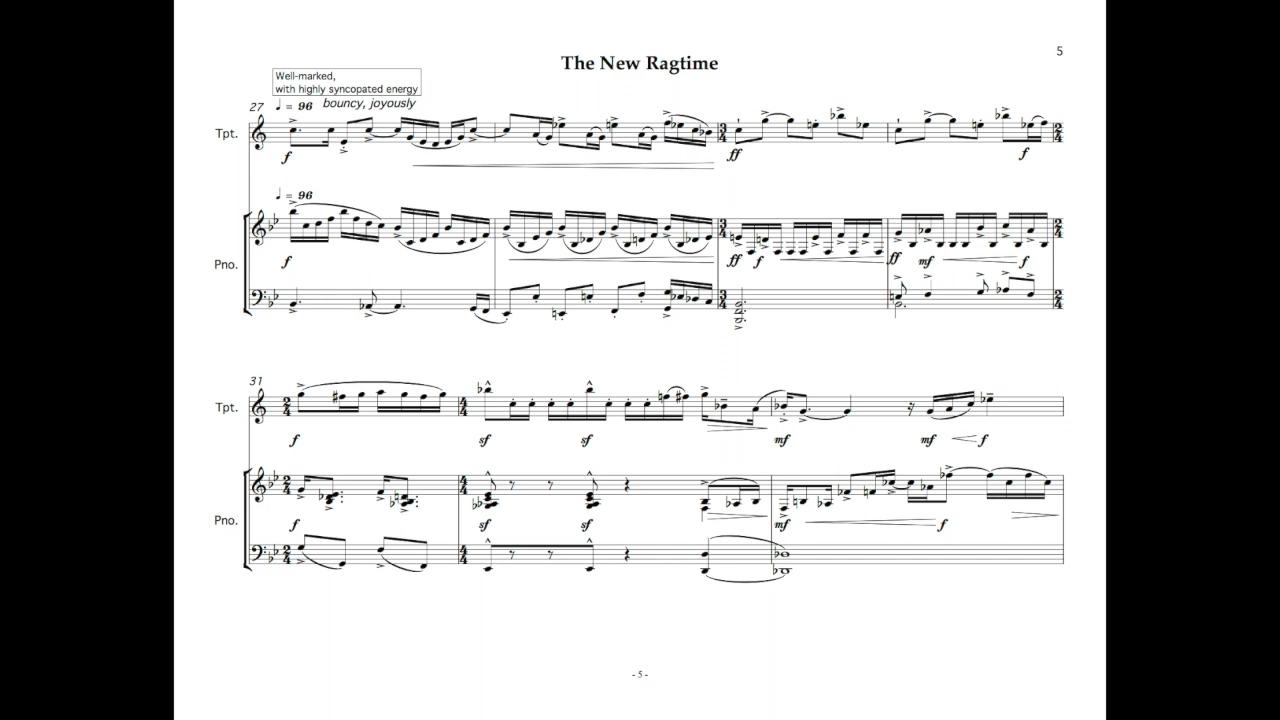 5
The New Ragtime
Well-marked,
with highly syncopated energy
27 ♩ = 96 bouncy, joyously
Tpt.
f ff f
♩ = 96
Pno.
f ff f ff mf f
31
Tpt.
f sf sf mf mf f
Pno.
f sf sf mf f
- 5 -